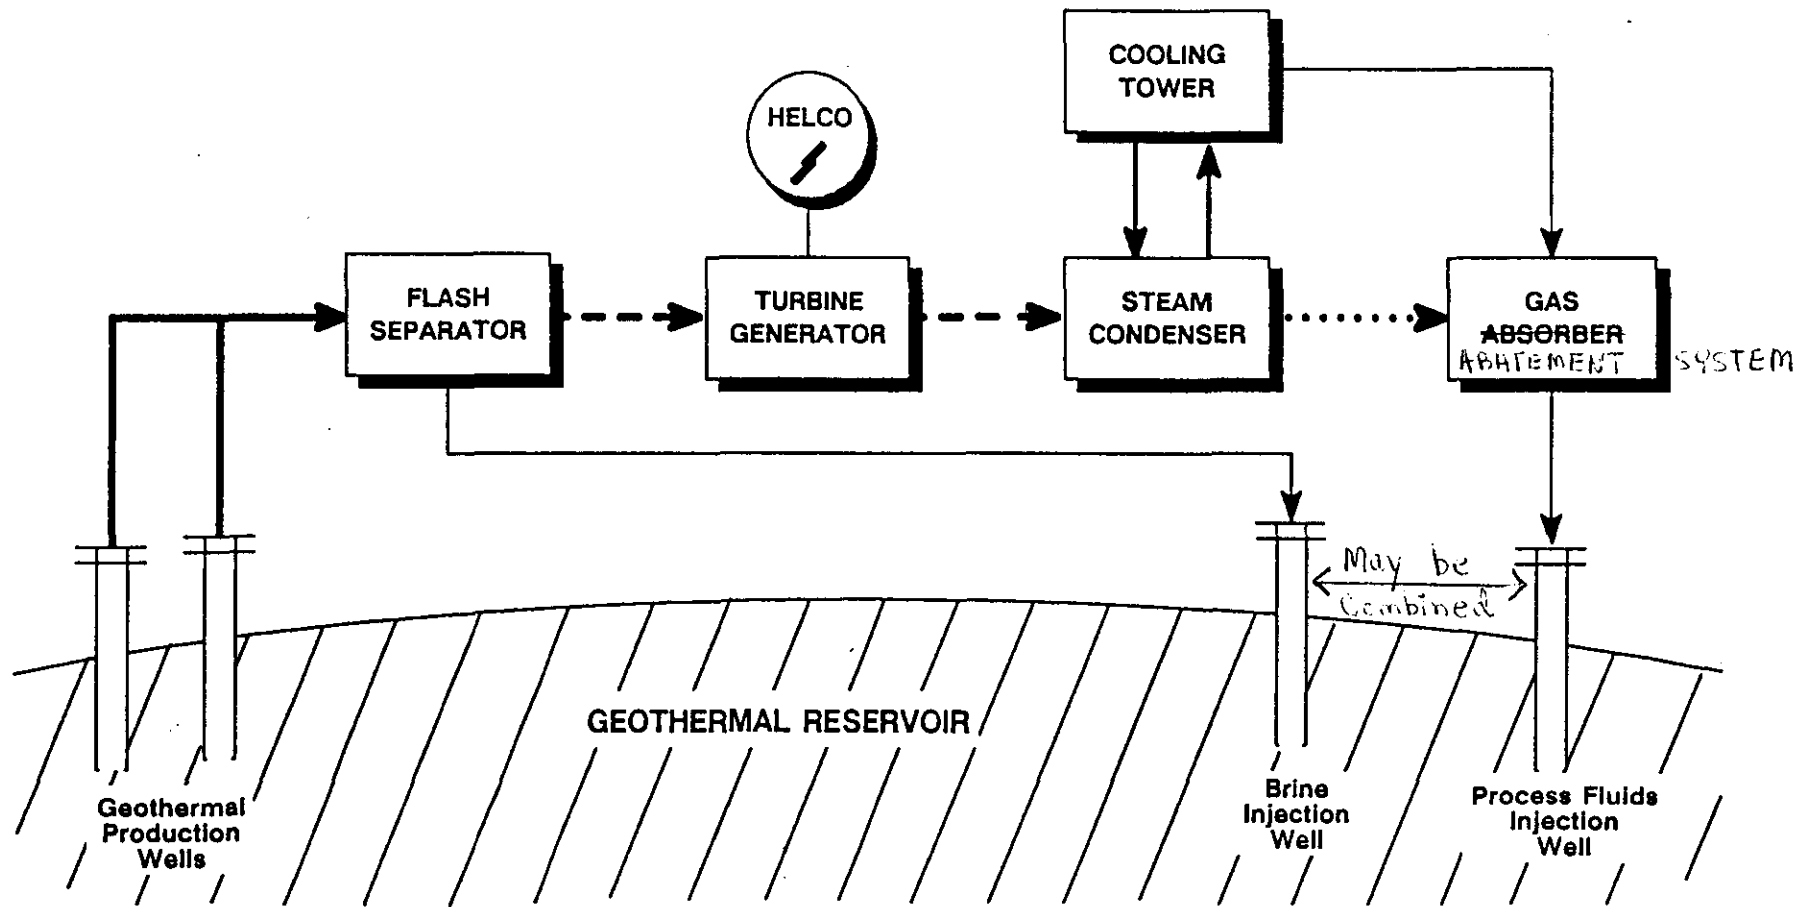 COOLING
TOWER
HELCO
FLASH
SEPARATOR
TURBINE
GENERATOR
STEAM
CONDENSER
GAS
ABSORBER
ABATEMENT SYSTEM
May be
Combined
GEOTHERMAL RESERVOIR
Geothermal
Production
Wells
Brine
Injection
Well
Process Fluids
Injection
Well